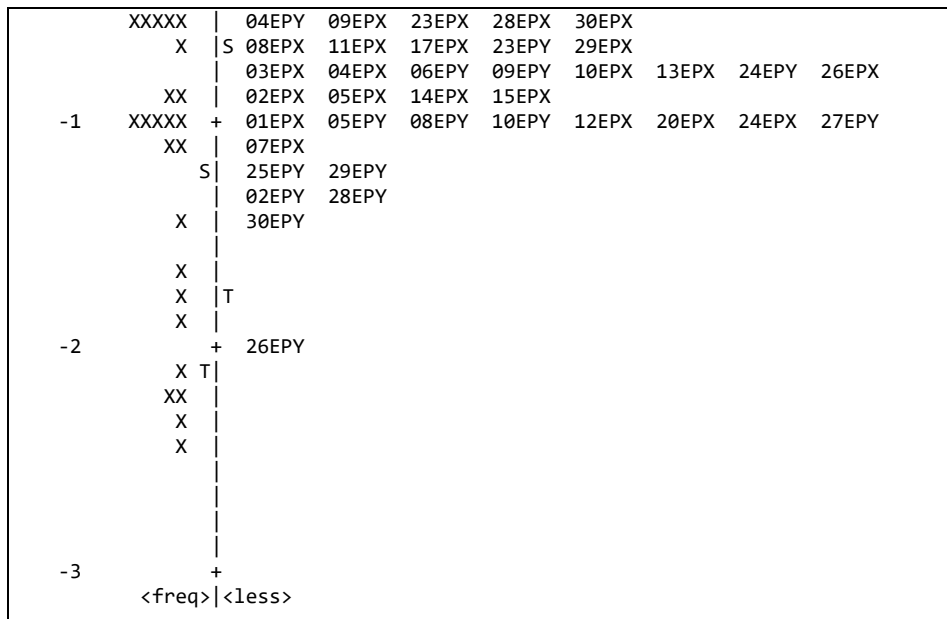 XXXXX  |  04EPY  09EPX  23EPX  28EPX  30EPX
           X  |S 08EPX  11EPX  17EPX  23EPY  29EPX
              |  03EPX  04EPX  06EPY  09EPY  10EPX  13EPX  24EPY  26EPX
          XX  |  02EPX  05EPX  14EPX  15EPX
 -1    XXXXX  +  01EPX  05EPY  08EPY  10EPY  12EPX  20EPX  24EPX  27EPY
          XX  |  07EPX
             S|  25EPY  29EPY
              |  02EPY  28EPY
           X  |  30EPY
              |
           X  |
           X  |T
           X  |
 -2           +  26EPY
           X T|
          XX  |
           X  |
           X  |
              |
              |
              |
              |
 -3           +
        <freq>|<less>